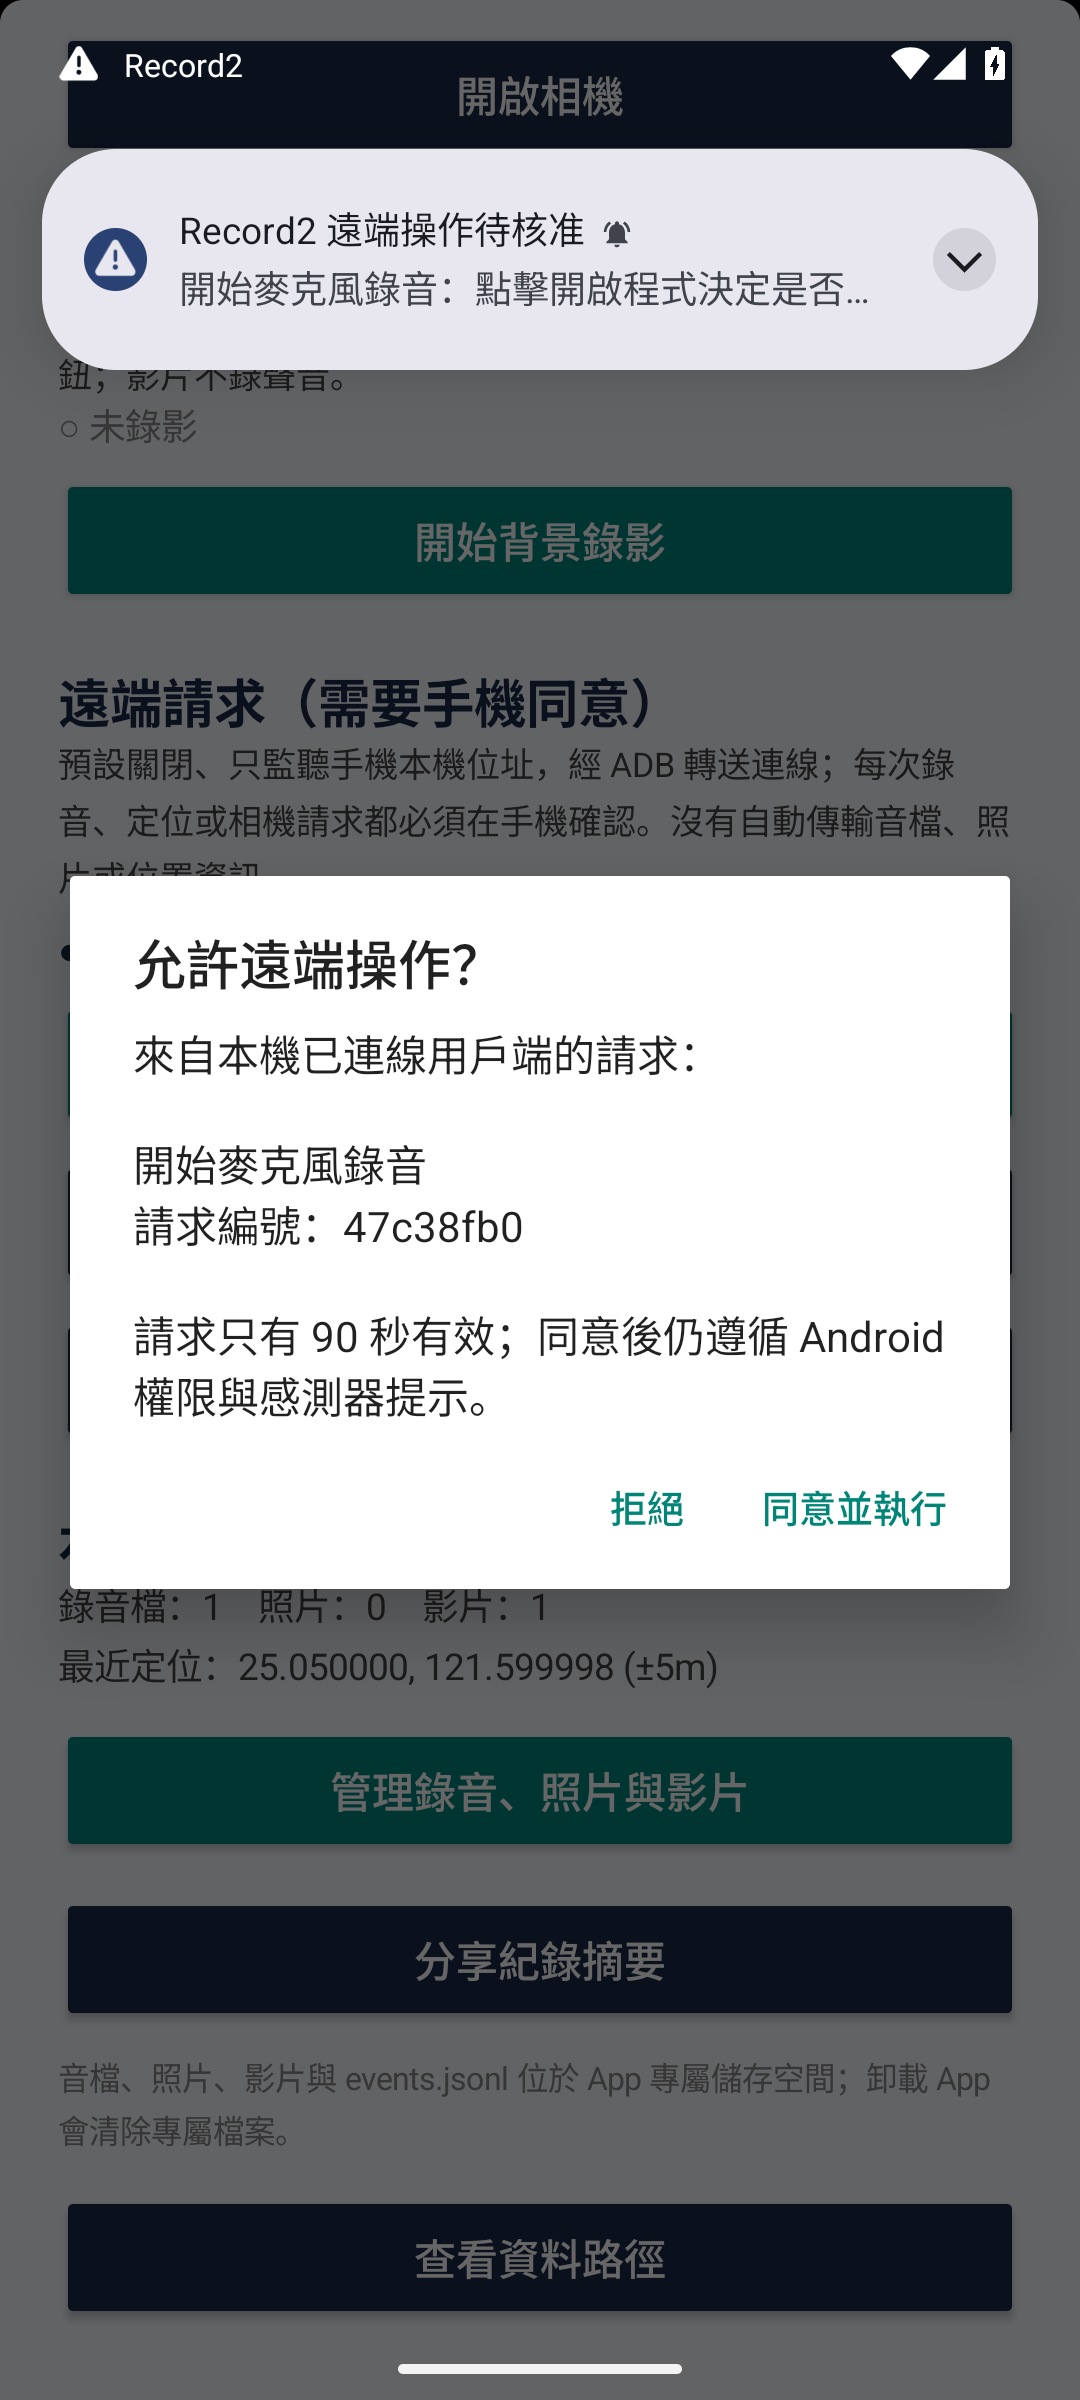 Record2
開啟相機
Record2 遠端操作待核准
開始麥克風錄音：點擊開啟程式決定是否…
鈕；影片不錄聲音。
○ 未錄影
開始背景錄影
遠端請求（需要手機同意）
預設關閉、只監聽手機本機位址，經 ADB 轉送連線；每次錄
音、定位或相機請求都必須在手機確認。沒有自動傳輸音檔、照
片或位置資訊
允許遠端操作？
來自本機已連線用戶端的請求：
開始麥克風錄音
請求編號：47c38fb0
請求只有 90 秒有效；同意後仍遵循 Android
權限與感測器提示。
拒絕 同意並執行
錄音檔：1 照片：0 影片：1
最近定位：25.050000, 121.599998 (±5m)
管理錄音、照片與影片
分享紀錄摘要
音檔、照片、影片與 events.jsonl 位於 App 專屬儲存空間；卸載 App
會清除專屬檔案。
查看資料路徑